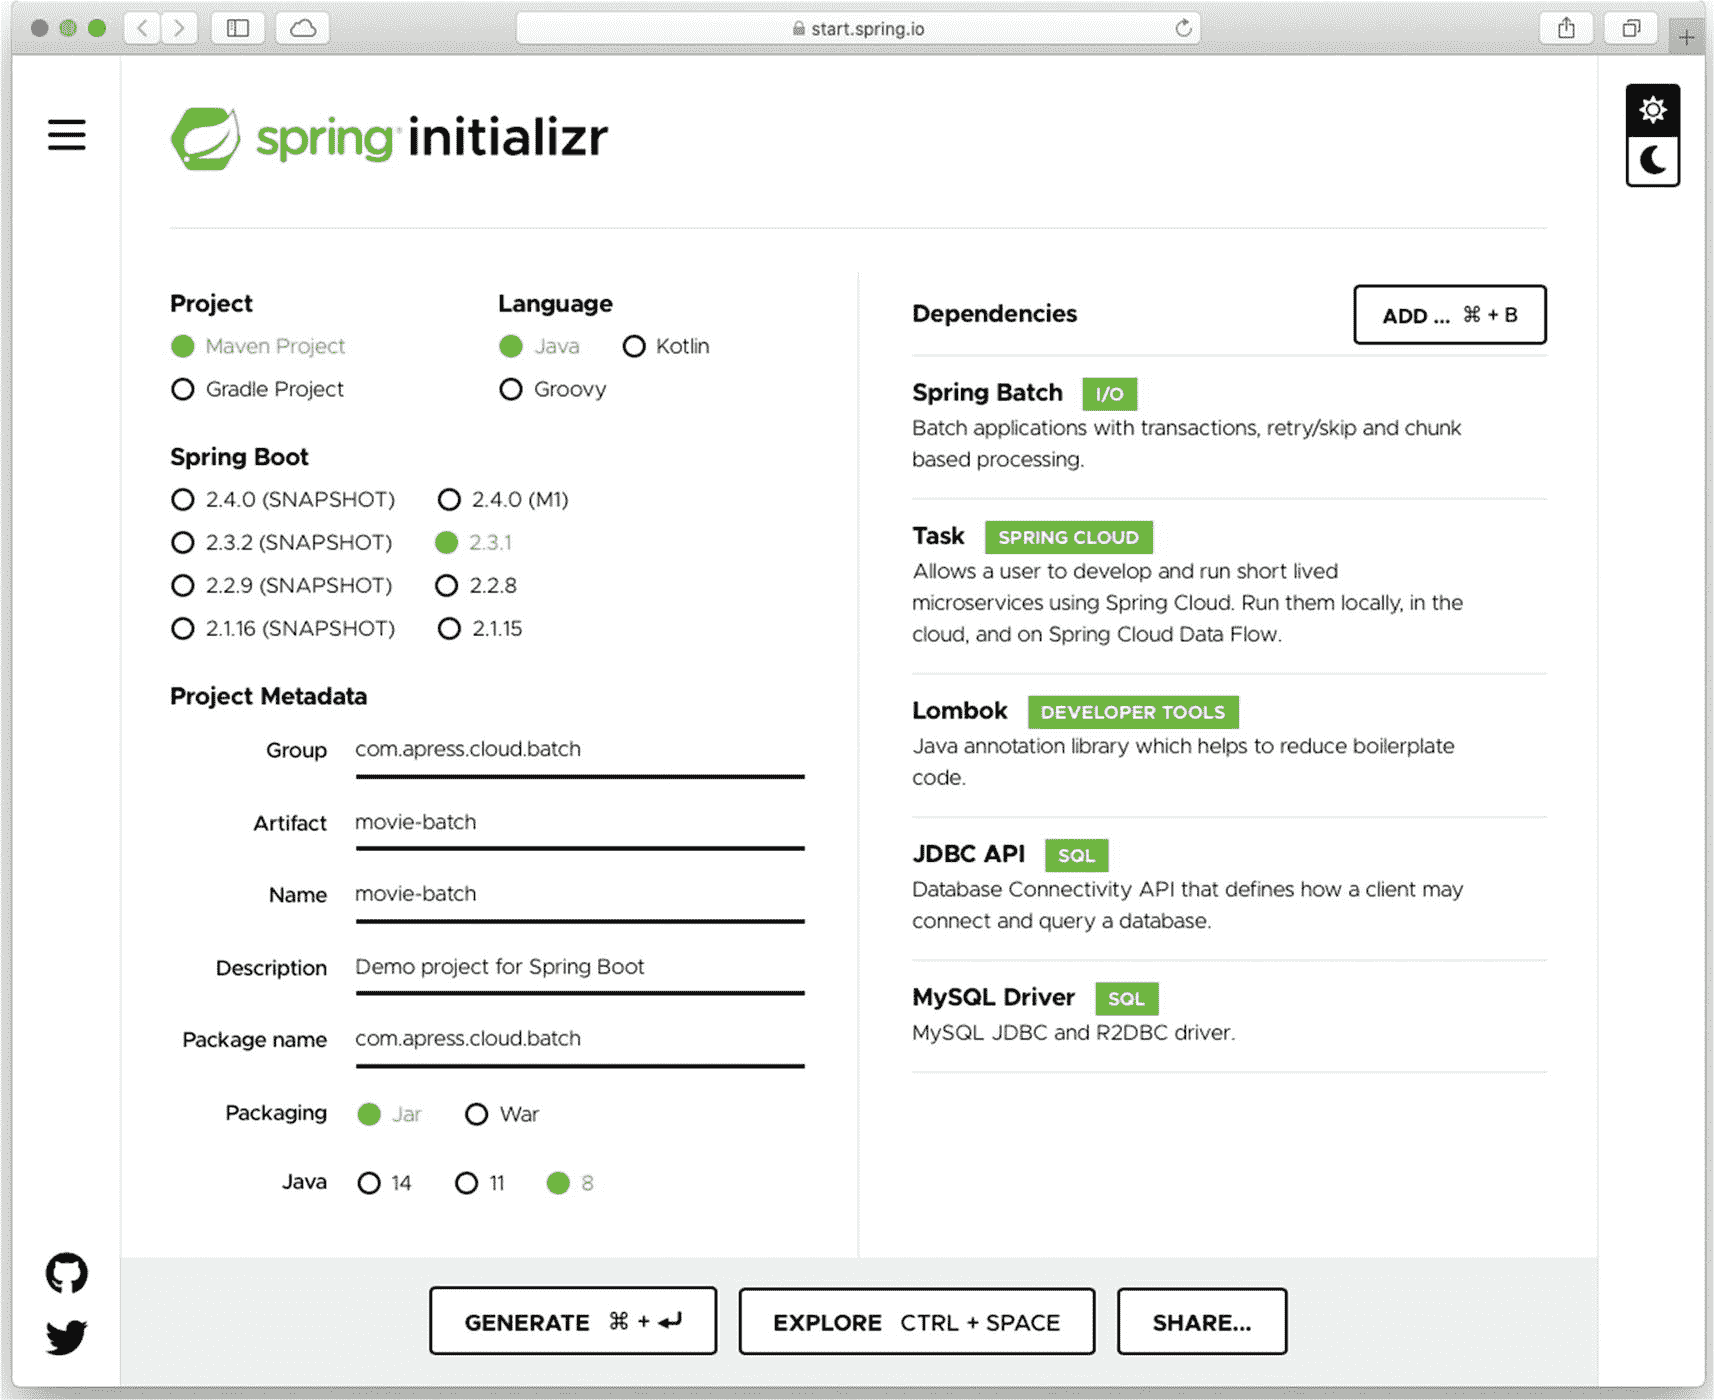 start.spring.io
spring initializr
Project
Maven Project
Gradle Project
Language
Java Kotlin
Groovy
Spring Boot
2.4.0 (SNAPSHOT) 2.4.0 (M1)
2.3.2 (SNAPSHOT) 2.3.1
2.2.9 (SNAPSHOT) 2.2.8
2.1.16 (SNAPSHOT) 2.1.15
Project Metadata
Group com.apress.cloud.batch
Artifact movie-batch
Name movie-batch
Description Demo project for Spring Boot
Package name com.apress.cloud.batch
Packaging Jar War
Java 14 11 8
Dependencies
ADD ... ⌘ + B
Spring Batch I/O
Batch applications with transactions, retry/skip and chunk
based processing.
Task SPRING CLOUD
Allows a user to develop and run short lived
microservices using Spring Cloud. Run them locally, in the
cloud, and on Spring Cloud Data Flow.
Lombok DEVELOPER TOOLS
Java annotation library which helps to reduce boilerplate
code.
JDBC API SQL
Database Connectivity API that defines how a client may
connect and query a database.
MySQL Driver SQL
MySQL JDBC and R2DBC driver.
GENERATE ⌘ + ↵
EXPLORE CTRL + SPACE
SHARE...